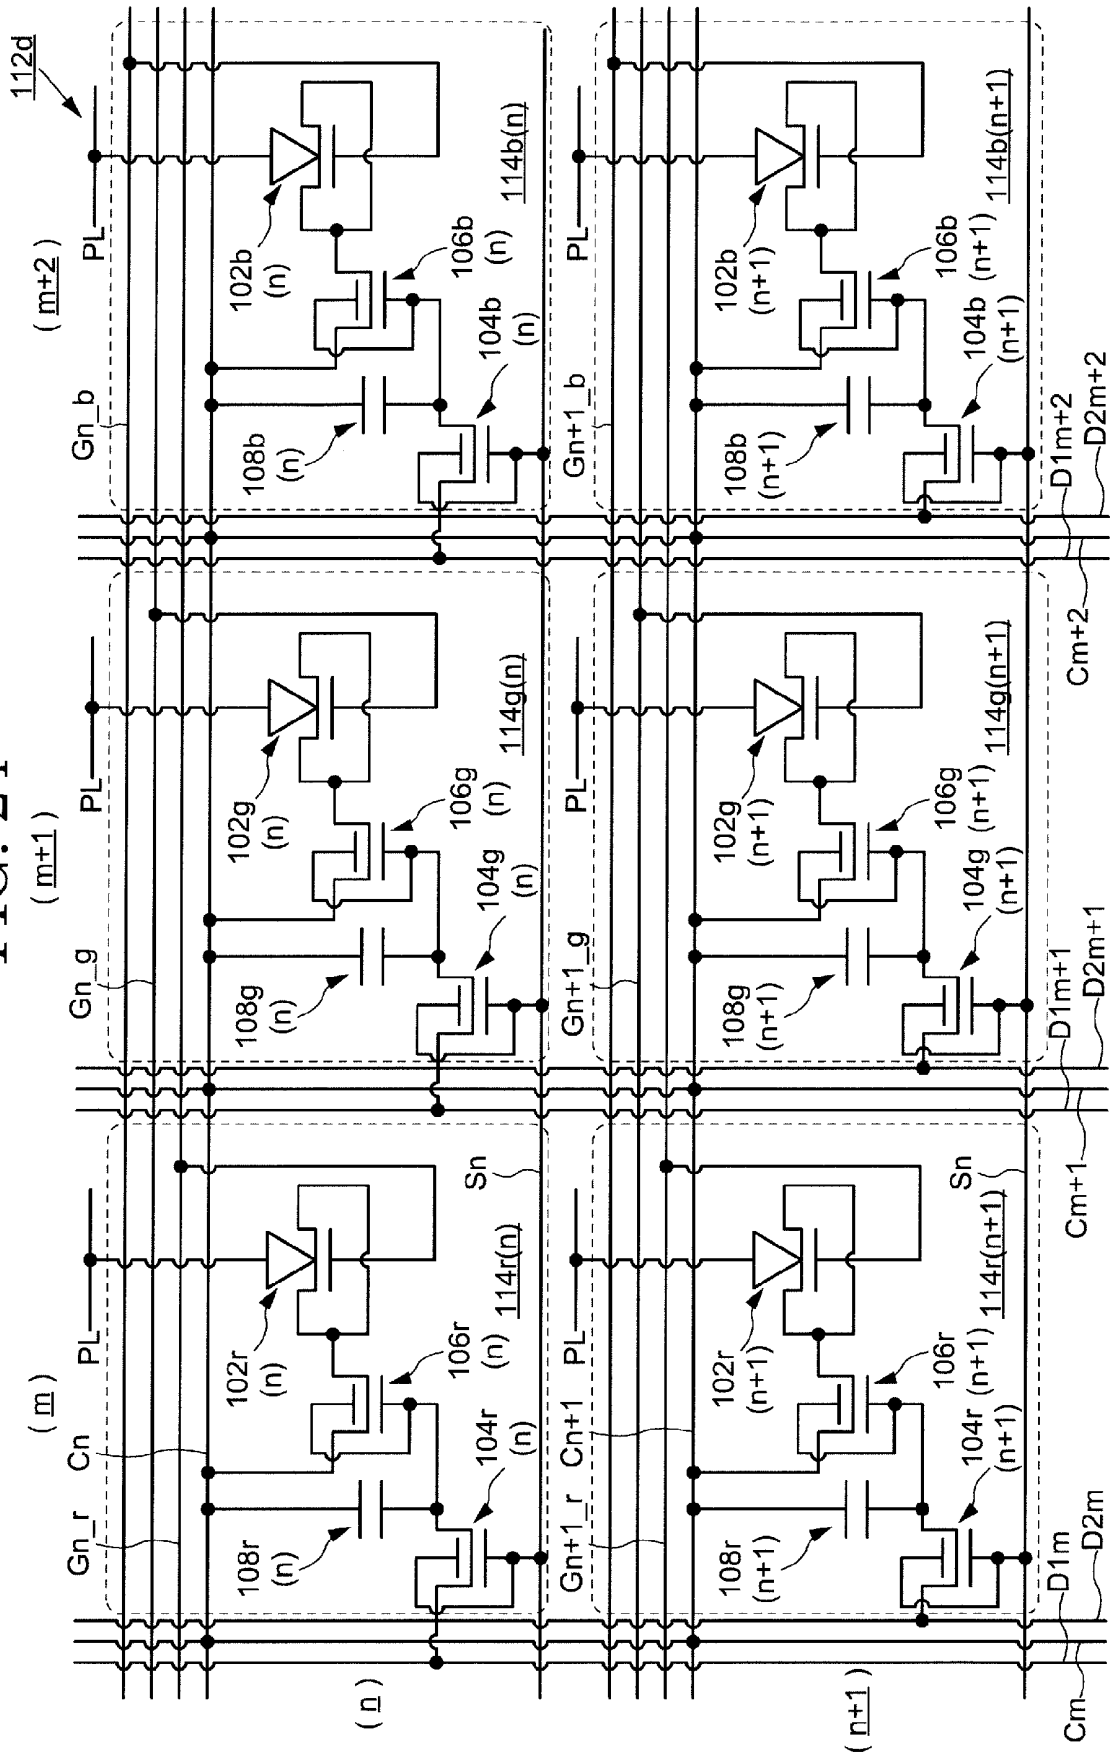 112d
(m)
(m+1)
(m+2)
Gn_r
Cn
PL
Gn_g
PL
Gn_b
PL
108r
(n)
102r
(n)
108g
(n)
102g
(n)
108b
(n)
102b
(n)
(n)
104r
(n)
106r
(n)
114r(n)
Sn
104g
(n)
106g
(n)
114g(n)
104b
(n)
106b
(n)
114b(n)
Gn+1_r
Cn+1
PL
Gn+1_g
PL
Gn+1_b
PL
108r
(n+1)
102r
(n+1)
108g
(n+1)
102g
(n+1)
108b
(n+1)
102b
(n+1)
(n+1)
104r
(n+1)
106r
(n+1)
114r(n+1)
Sn
104g
(n+1)
106g
(n+1)
114g(n+1)
104b
(n+1)
106b
(n+1)
114b(n+1)
Cm
D1m
D2m
Cm+1
D1m+1
D2m+1
Cm+2
D1m+2
D2m+2